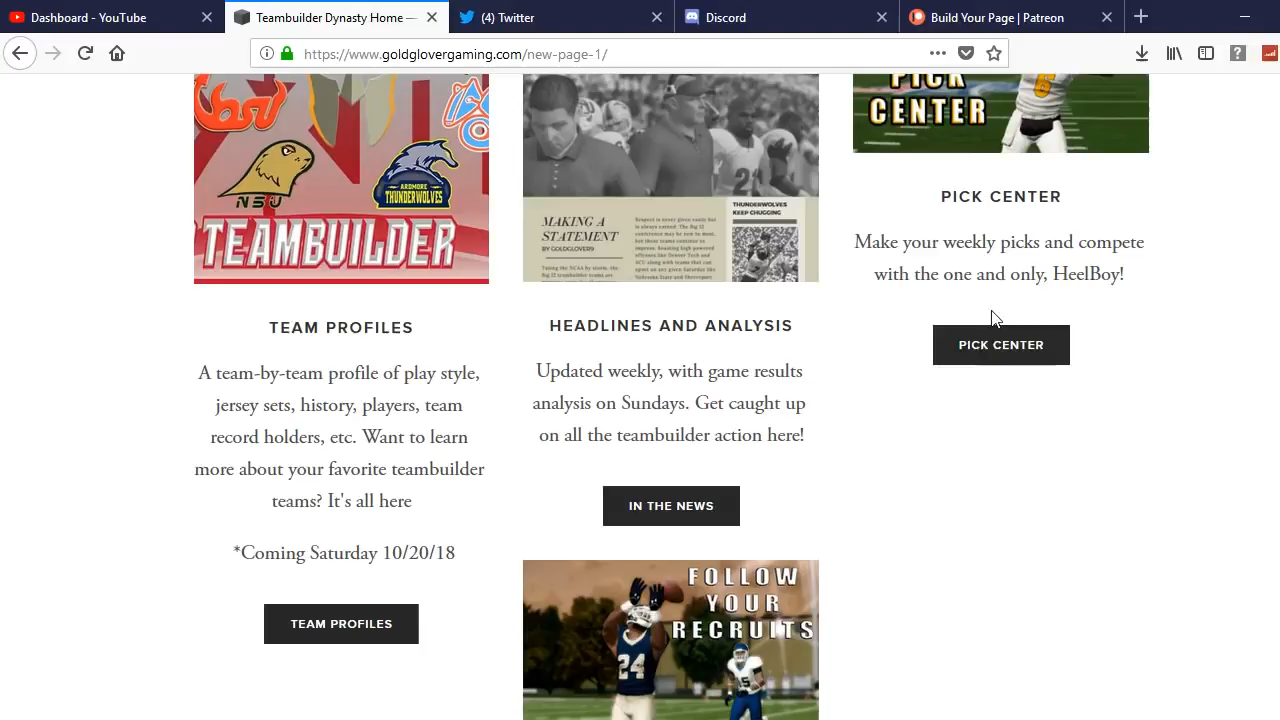 Dashboard - YouTube
Teambuilder Dynasty Home —
(4) Twitter
Discord
Build Your Page | Patreon
https://www.goldglovergaming.com/new-page-1/
NSU
ARDMORE
THUNDERWOLVES
TEAMBUILDER
TEAM PROFILES
A team-by-team profile of play style,
jersey sets, history, players, team
record holders, etc. Want to learn
more about your favorite teambuilder
teams? It's all here
*Coming Saturday 10/20/18
TEAM PROFILES
21
MAKING A
STATEMENT
BY GOLDGLOVER9
THUNDERWOLVES
KEEP CHUGGING
HEADLINES AND ANALYSIS
Updated weekly, with game results
analysis on Sundays. Get caught up
on all the teambuilder action here!
IN THE NEWS
FOLLOW
YOUR
RECRUITS
24
15
PICK
CENTER
6
PICK CENTER
Make your weekly picks and compete
with the one and only, HeelBoy!
PICK CENTER